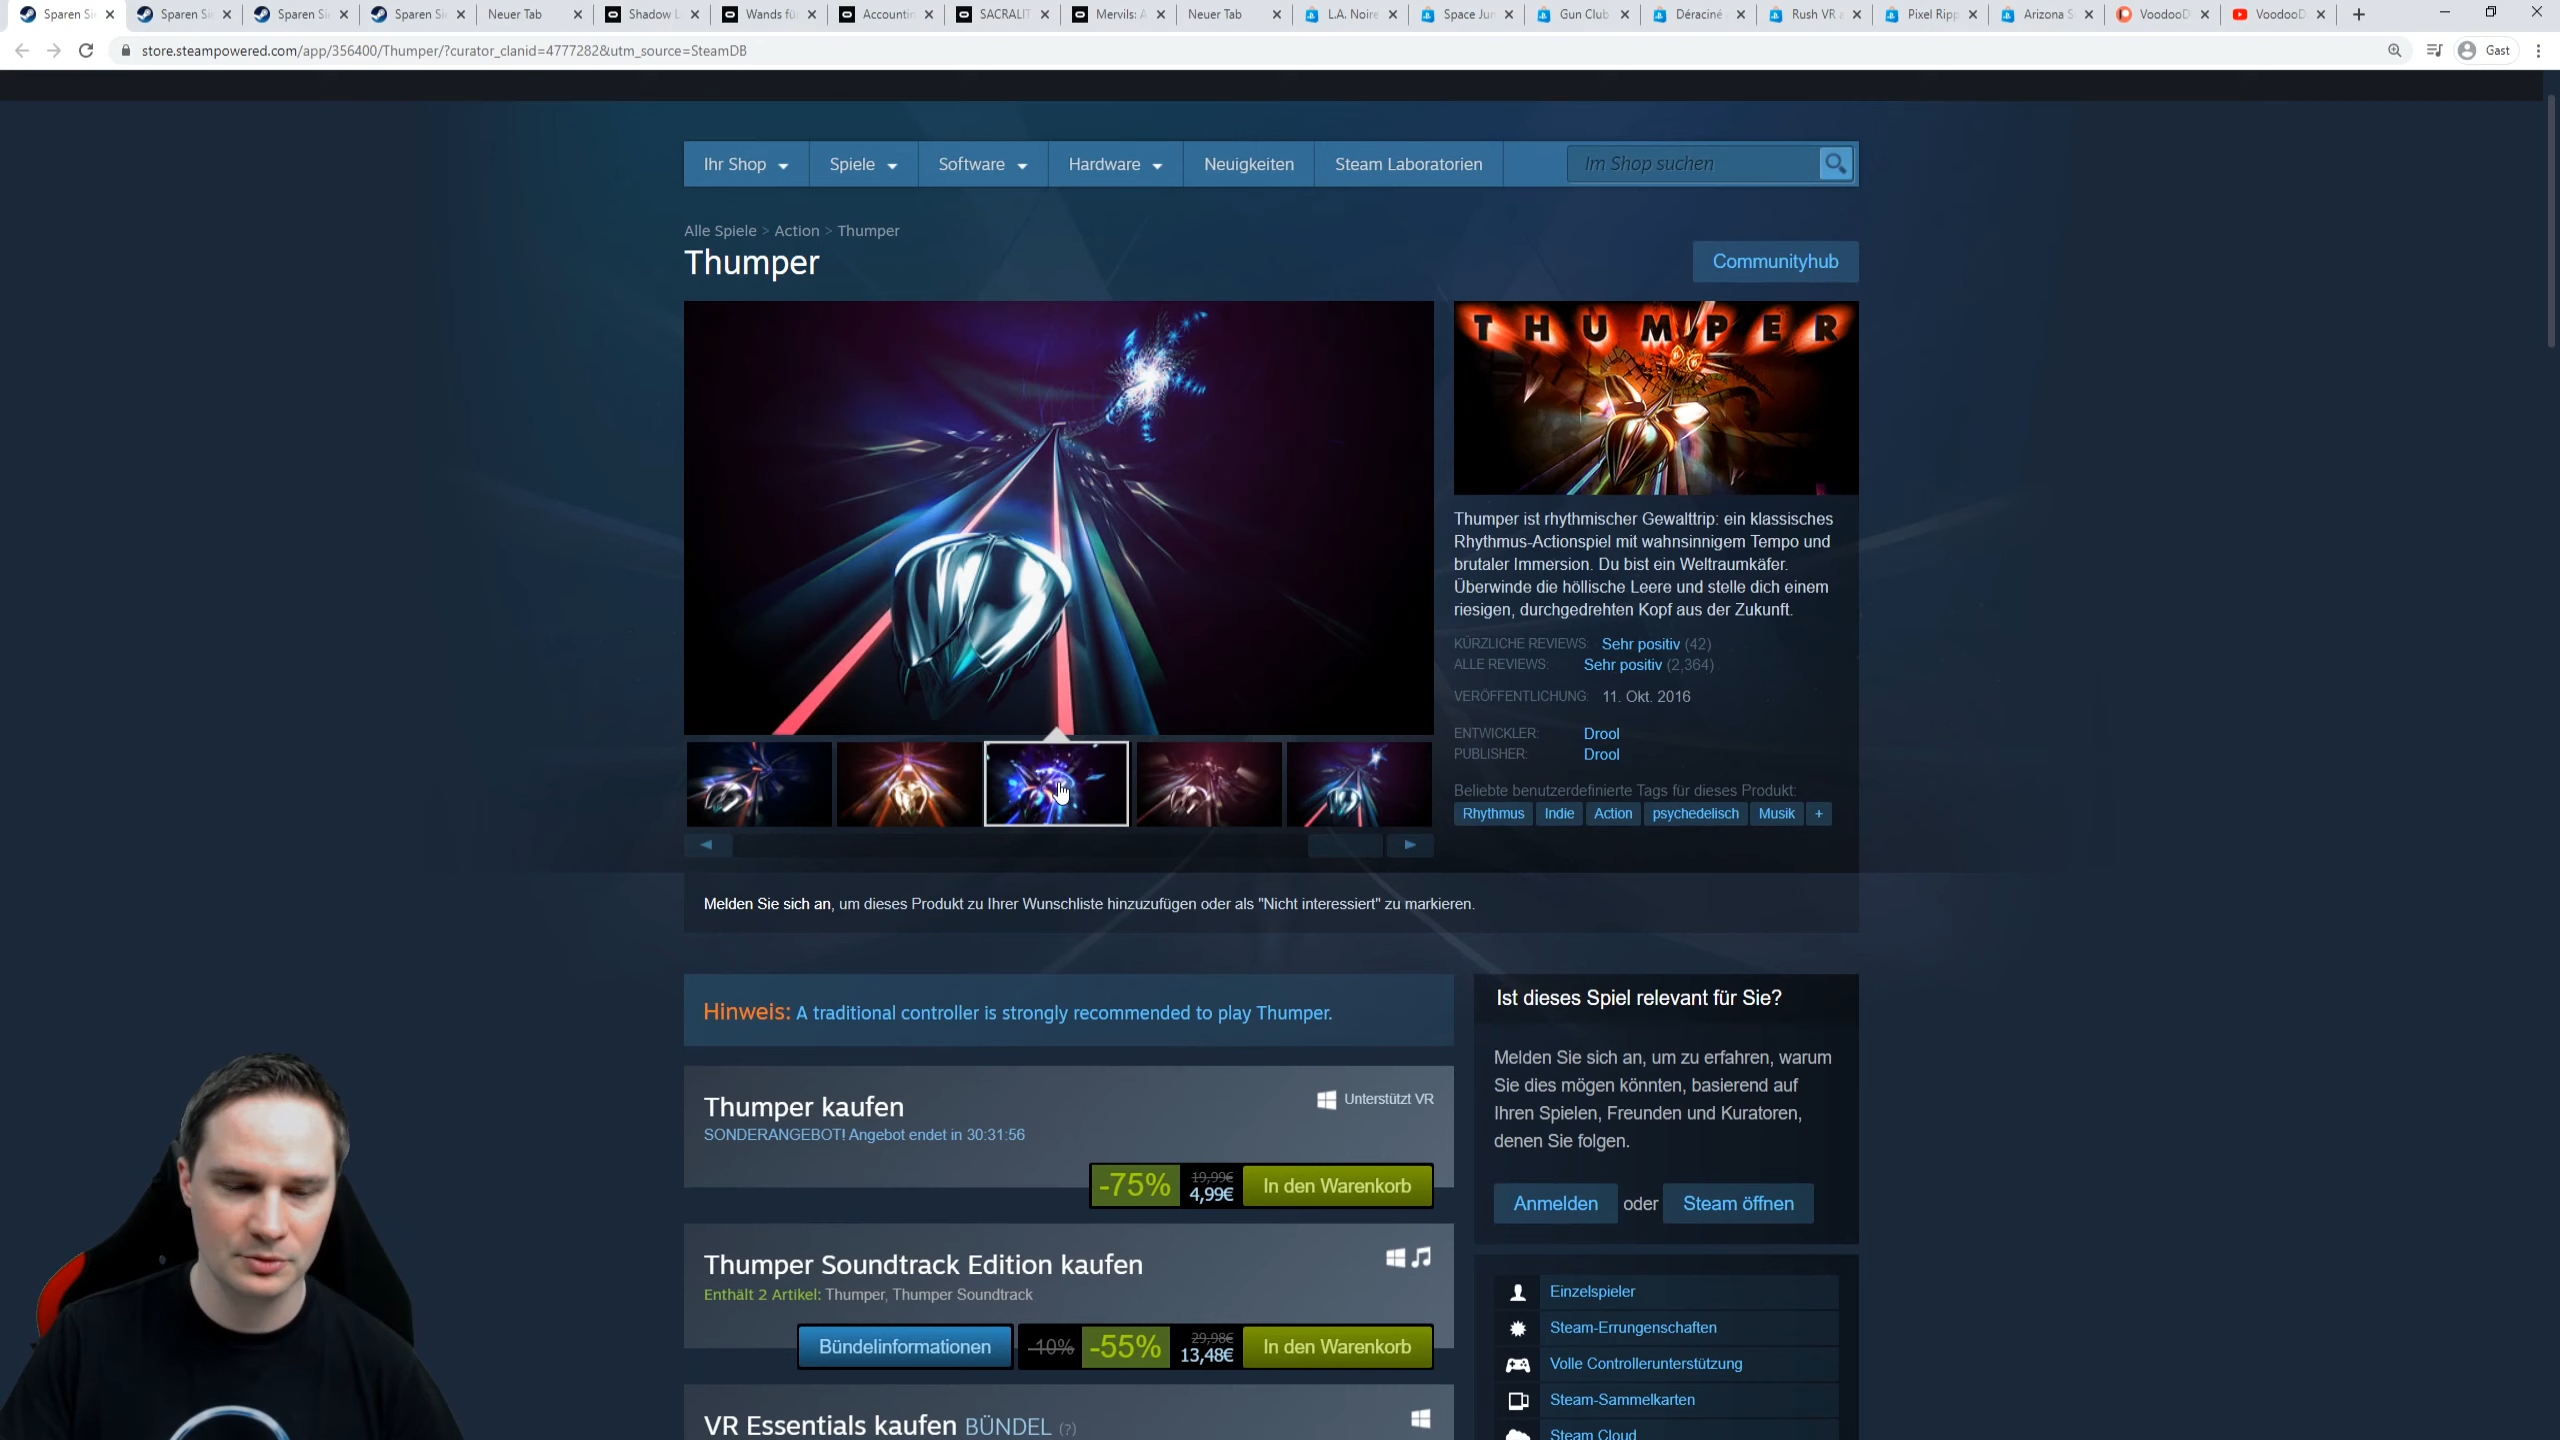 Sparen Si
Sparen Si
Sparen Si
Sparen Si
Neuer Tab
Shadow L
Wands fü
Accountin
SACRALIT
Mervils: A
Neuer Tab
L.A. Noire
Space Jun
Gun Club
Déraciné
Rush VR a
Pixel Ripp
Arizona S
VoodooD
VoodooD
store.steampowered.com/app/356400/Thumper/?curator_clanid=4777282&utm_source=SteamDB
Gast
Ihr Shop
Spiele
Software
Hardware
Neuigkeiten
Steam Laboratorien
Im Shop suchen
Alle Spiele > Action > Thumper
Thumper
Communityhub
THUMPER
Thumper ist rhythmischer Gewalttrip: ein klassisches
Rhythmus-Actionspiel mit wahnsinnigem Tempo und
brutaler Immersion. Du bist ein Weltraumkäfer.
Überwinde die höllische Leere und stelle dich einem
riesigen, durchgedrehten Kopf aus der Zukunft.
KÜRZLICHE REVIEWS: Sehr positiv (42)
ALLE REVIEWS: Sehr positiv (2,364)
VERÖFFENTLICHUNG: 11. Okt. 2016
ENTWICKLER: Drool
PUBLISHER: Drool
Beliebte benutzerdefinierte Tags für dieses Produkt:
Rhythmus Indie Action psychedelisch Musik +
Melden Sie sich an, um dieses Produkt zu Ihrer Wunschliste hinzuzufügen oder als "Nicht interessiert" zu markieren.
Hinweis: A traditional controller is strongly recommended to play Thumper.
Thumper kaufen
Unterstützt VR
SONDERANGEBOT! Angebot endet in 30:31:56
-75%
19,99€
4,99€
In den Warenkorb
Thumper Soundtrack Edition kaufen
Enthält 2 Artikel: Thumper, Thumper Soundtrack
Bündelinformationen
-10%
-55%
29,98€
13,48€
In den Warenkorb
VR Essentials kaufen BÜNDEL (?)
Ist dieses Spiel relevant für Sie?
Melden Sie sich an, um zu erfahren, warum
Sie dies mögen könnten, basierend auf
Ihren Spielen, Freunden und Kuratoren,
denen Sie folgen.
Anmelden oder Steam öffnen
Einzelspieler
Steam-Errungenschaften
Volle Controllerunterstützung
Steam-Sammelkarten
Steam Cloud